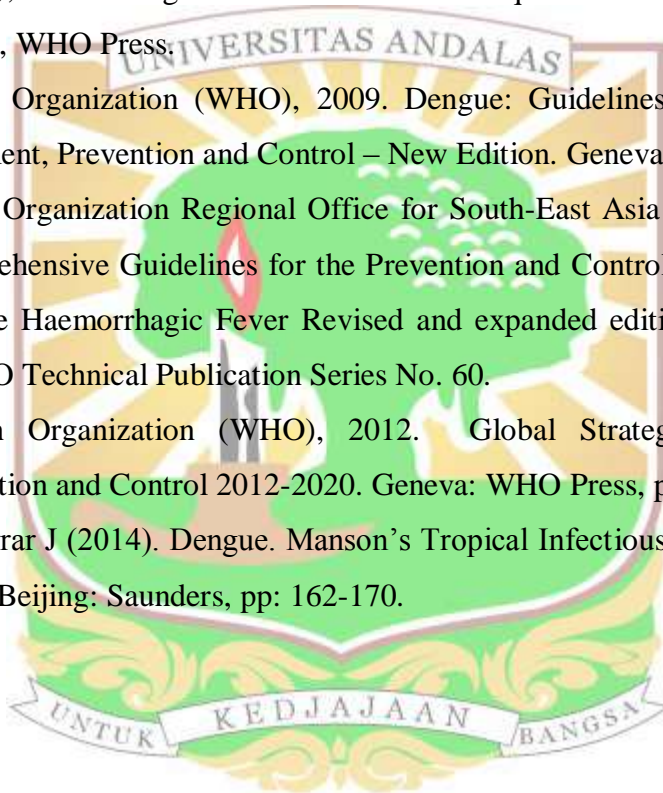 , WHO Press.
UNIVERSITAS ANDALAS
Organization (WHO), 2009. Dengue: Guidelines
ent, Prevention and Control – New Edition. Geneva
Organization Regional Office for South-East Asia
ehensive Guidelines for the Prevention and Control
e Haemorrhagic Fever Revised and expanded editi
O Technical Publication Series No. 60.
n Organization (WHO), 2012. Global Strateg
tion and Control 2012-2020. Geneva: WHO Press, p
rar J (2014). Dengue. Manson’s Tropical Infectious
Beijing: Saunders, pp: 162-170.
UNTUK KEDJAJAAN BANGSA